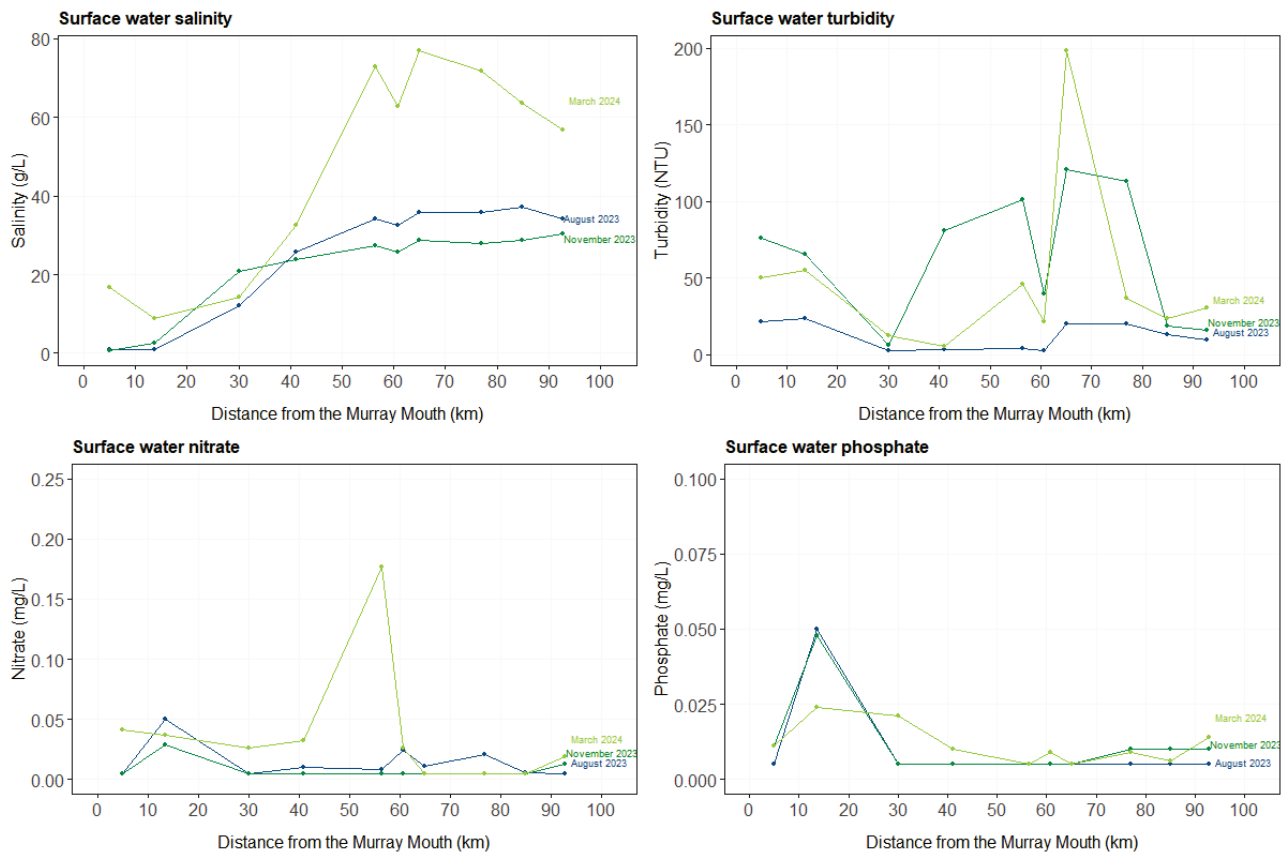 Surface water salinity
Salinity (g/L)
80
60
40
20
0
March 2024
August 2023
November 2023
0 10 20 30 40 50 60 70 80 90 100
Distance from the Murray Mouth (km)
Surface water turbidity
Turbidity (NTU)
200
150
100
50
0
March 2024
November 2023
August 2023
0 10 20 30 40 50 60 70 80 90 100
Distance from the Murray Mouth (km)
Surface water nitrate
Nitrate (mg/L)
0.25
0.20
0.15
0.10
0.05
0.00
March 2024
November 2023
August 2023
0 10 20 30 40 50 60 70 80 90 100
Distance from the Murray Mouth (km)
Surface water phosphate
Phosphate (mg/L)
0.100
0.075
0.050
0.025
0.000
March 2024
November 2023
August 2023
0 10 20 30 40 50 60 70 80 90 100
Distance from the Murray Mouth (km)